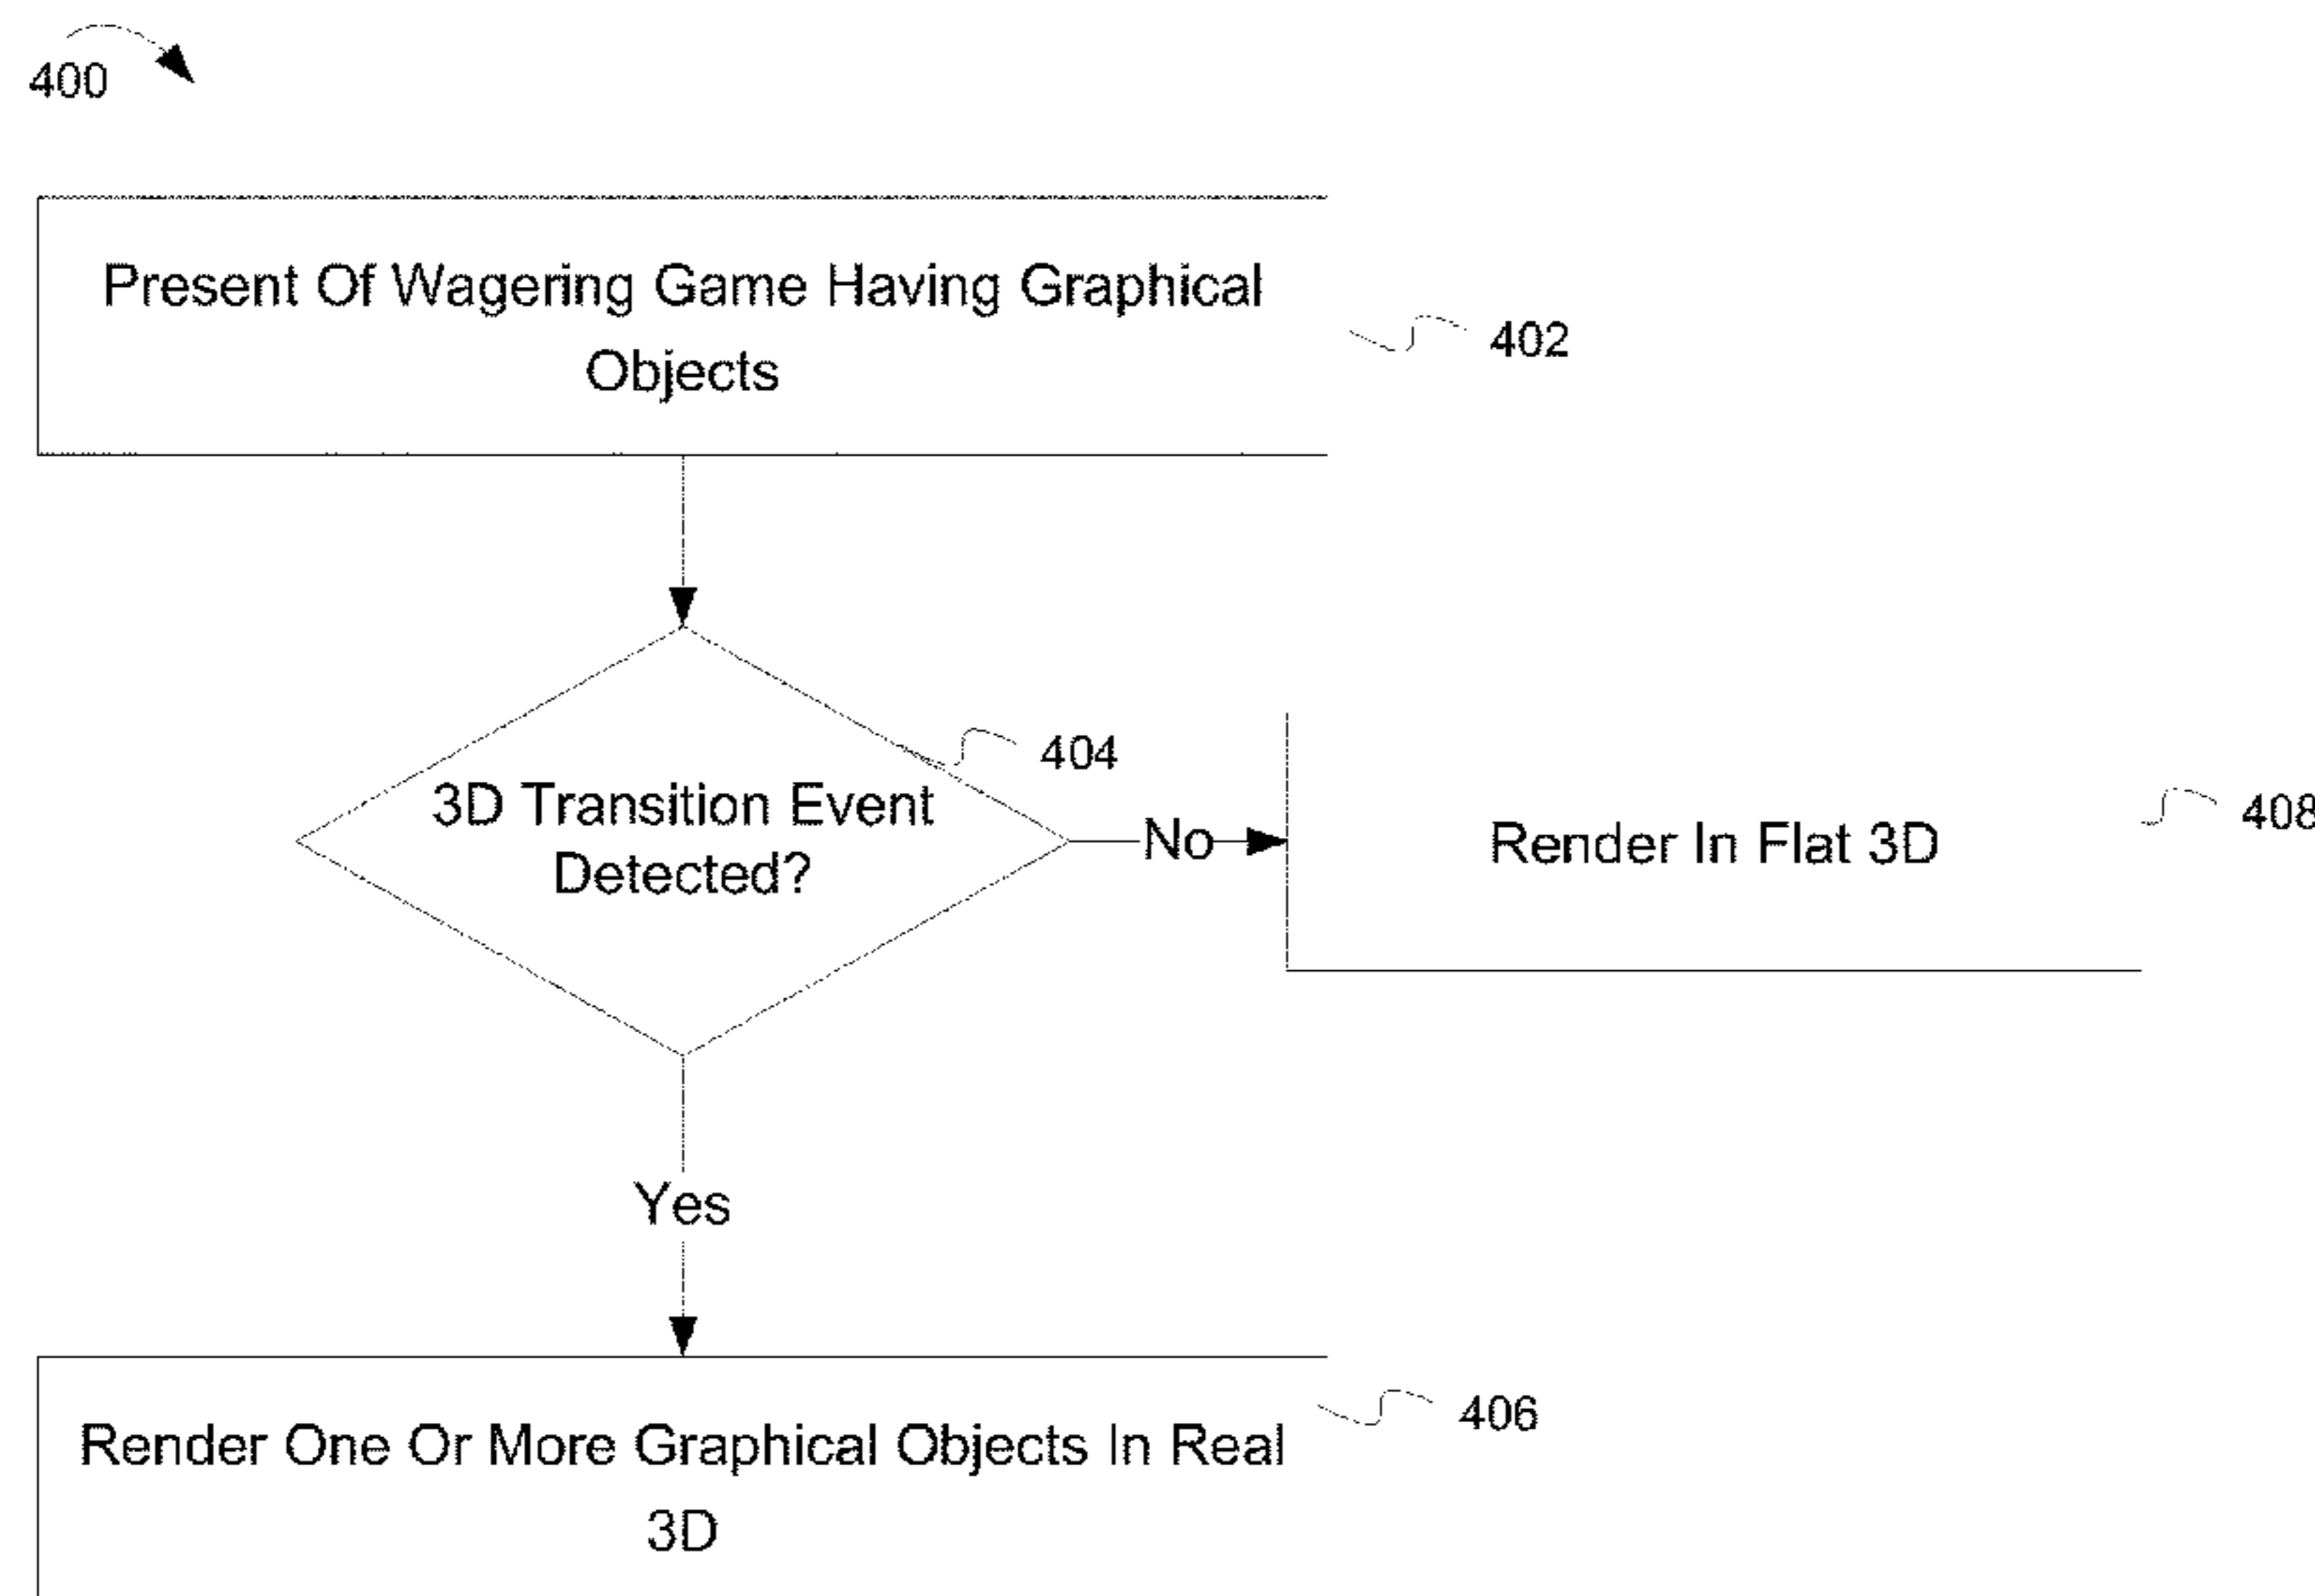 400
Present Of Wagering Game Having Graphical
Objects
402
404
3D Transition Event
Detected?
No
Render In Flat 3D
408
Yes
Render One Or More Graphical Objects In Real
3D
406